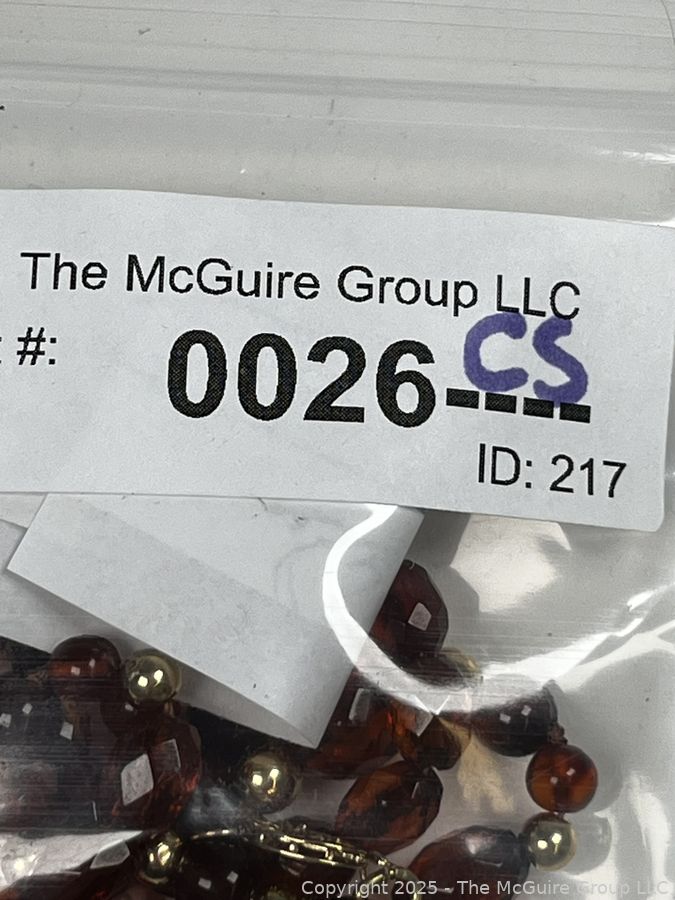 The McGuire Group LLC
#: 0026----
CS
ID: 217
Copyright 2025 - The McGuire Group LLC